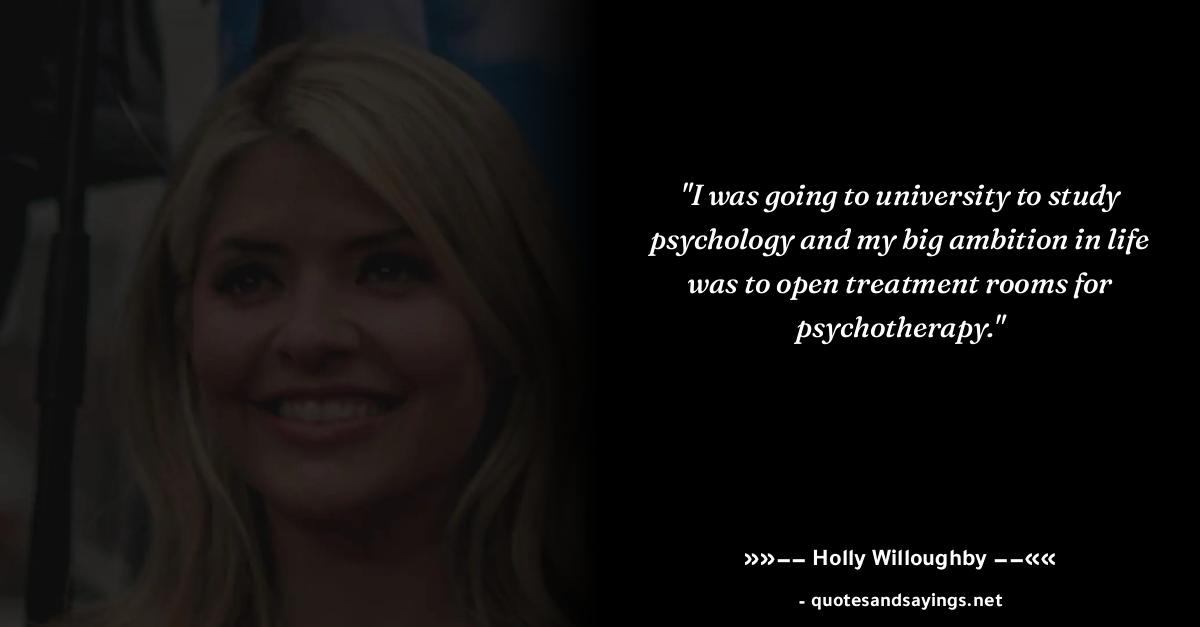 "I was going to university to study
psychology and my big ambition in life
was to open treatment rooms for
psychotherapy."
»»−− Holly Willoughby −−««
- quotesandsayings.net